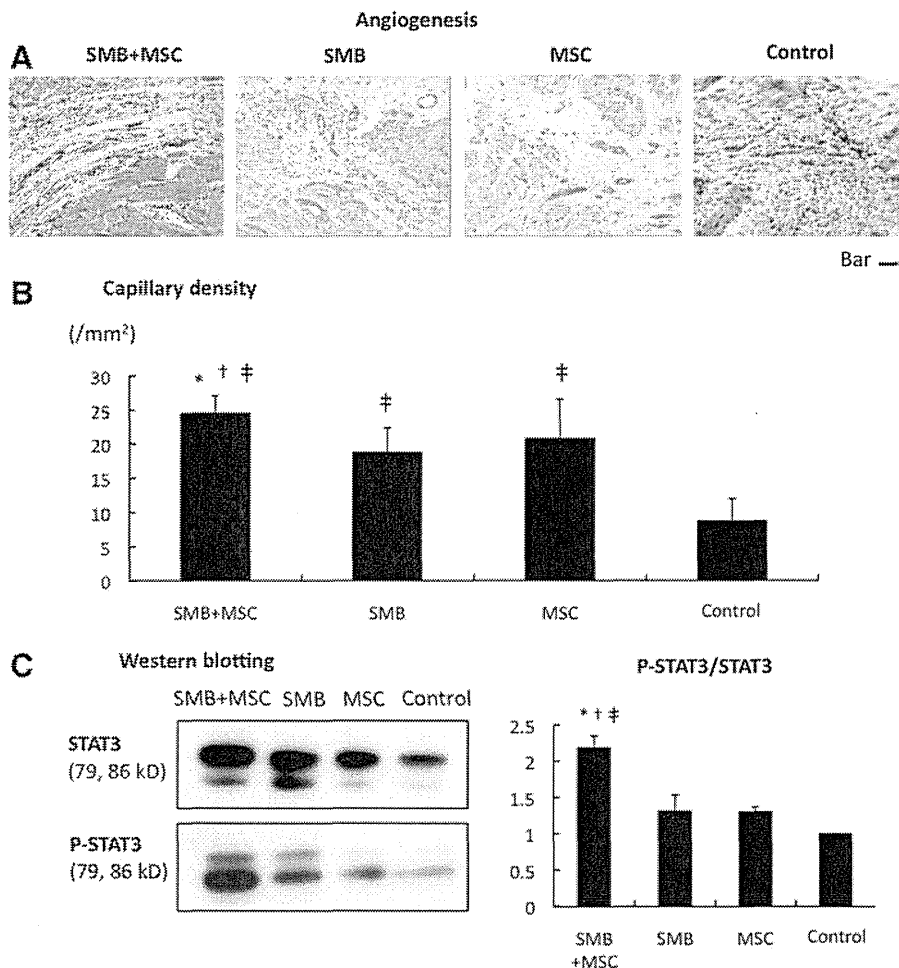 Angiogenesis
A SMB+MSC SMB MSC Control
Bar
B Capillary density
(/mm²)
* † ‡
‡
‡
30
25
20
15
10
5
0
SMB+MSC SMB MSC Control
C Western blotting
SMB+MSC SMB MSC Control
STAT3
(79, 86 kD)
P-STAT3
(79, 86 kD)
P-STAT3/STAT3
* † ‡
2.5
2
1.5
1
0.5
0
SMB SMB MSC Control
+MSC